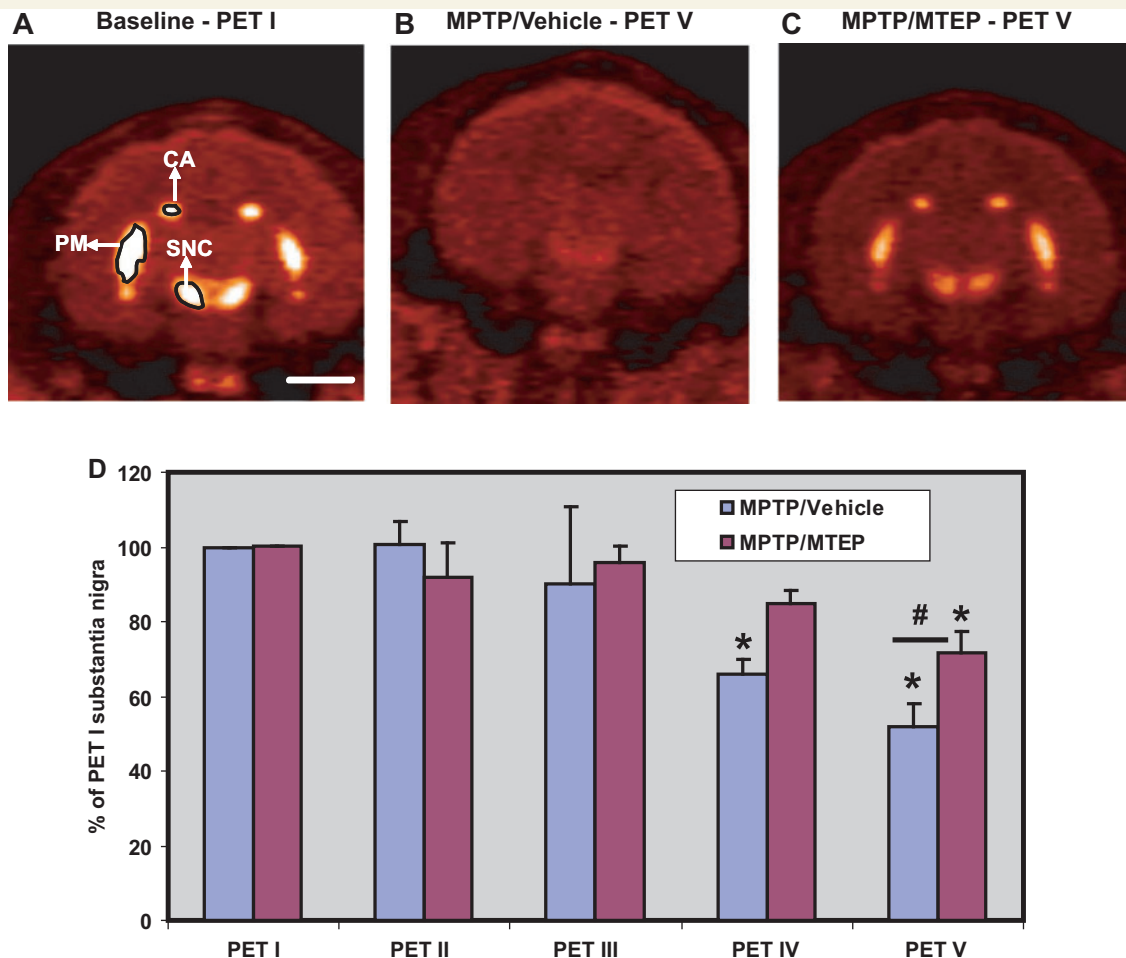 A Baseline - PET I
B MPTP/Vehicle - PET V
C MPTP/MTEP - PET V
CA
PM
SNC
D
% of PET I substantia nigra
120
100
80
60
40
20
0
MPTP/Vehicle
MPTP/MTEP
*
*
#
*
PET I
PET II
PET III
PET IV
PET V